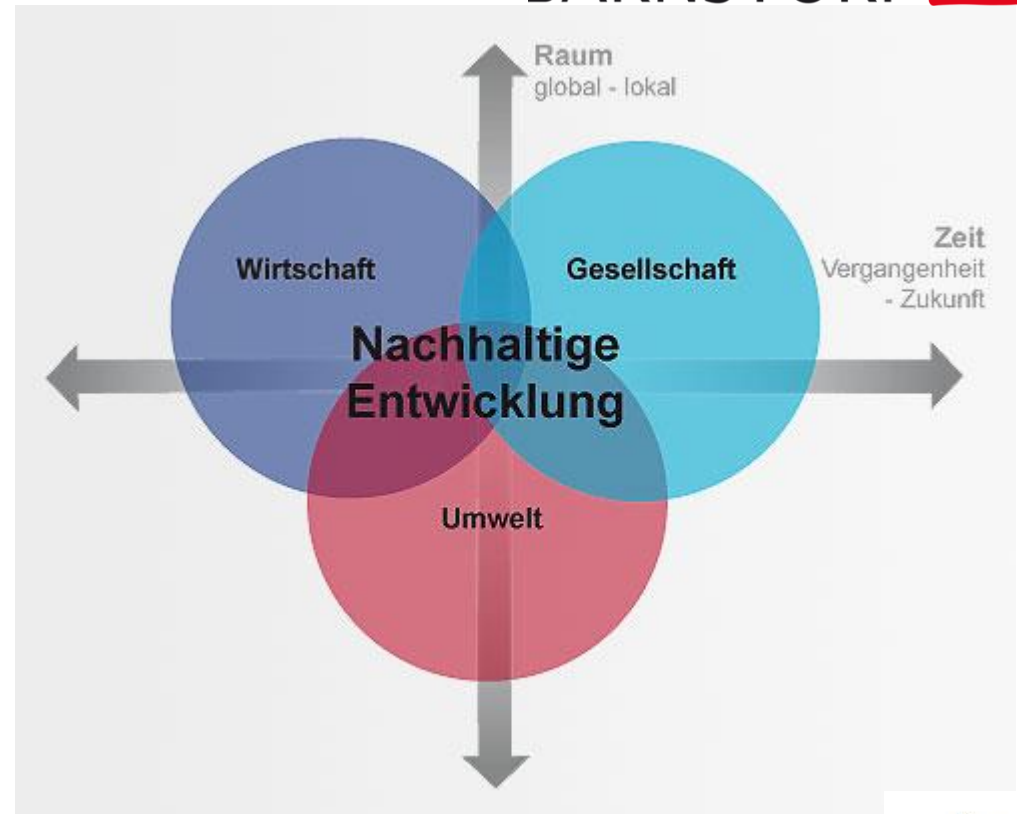 Raum
global - lokal
Wirtschaft
Gesellschaft
Zeit
Vergangenheit
- Zukunft
Nachhaltige
Entwicklung
Umwelt